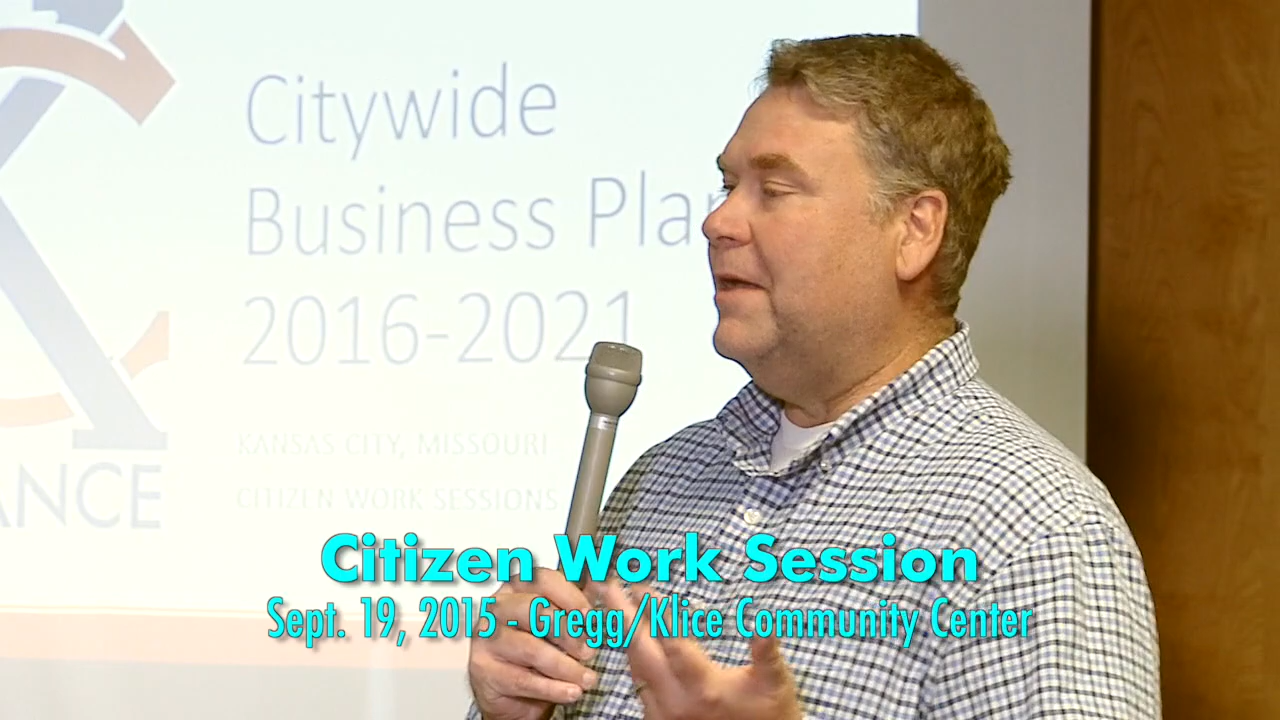 Citywide
Business Pla
2016-2021
KANSAS CITY, MISSOURI
CITIZEN WORK SESSIONS
ANCE
Citizen Work Session
Sept. 19, 2015 - Gregg/Klice Community Center